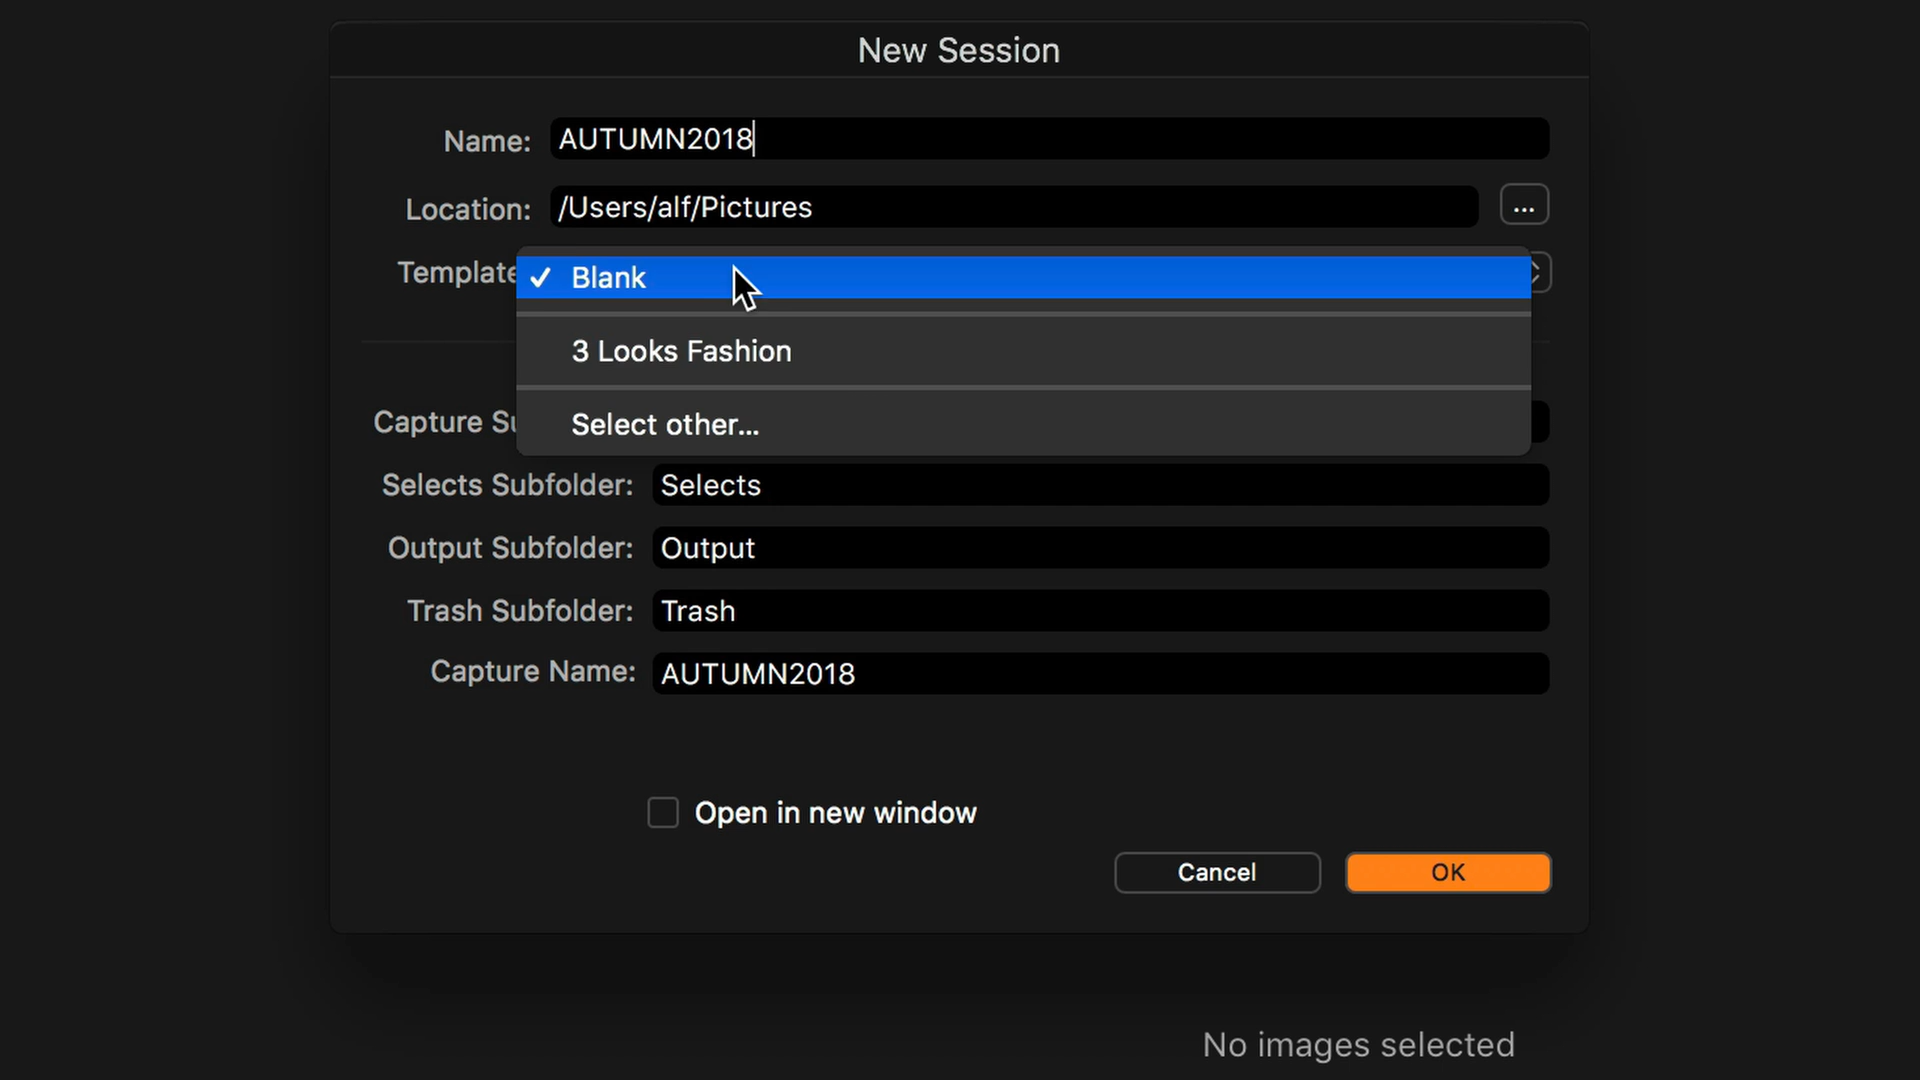 New Session
Name: AUTUMN2018
Location: /Users/alf/Pictures ...
Template ✓ Blank
3 Looks Fashion
Capture Su
Select other...
Selects Subfolder: Selects
Output Subfolder: Output
Trash Subfolder: Trash
Capture Name: AUTUMN2018
Open in new window
Cancel OK
No images selected